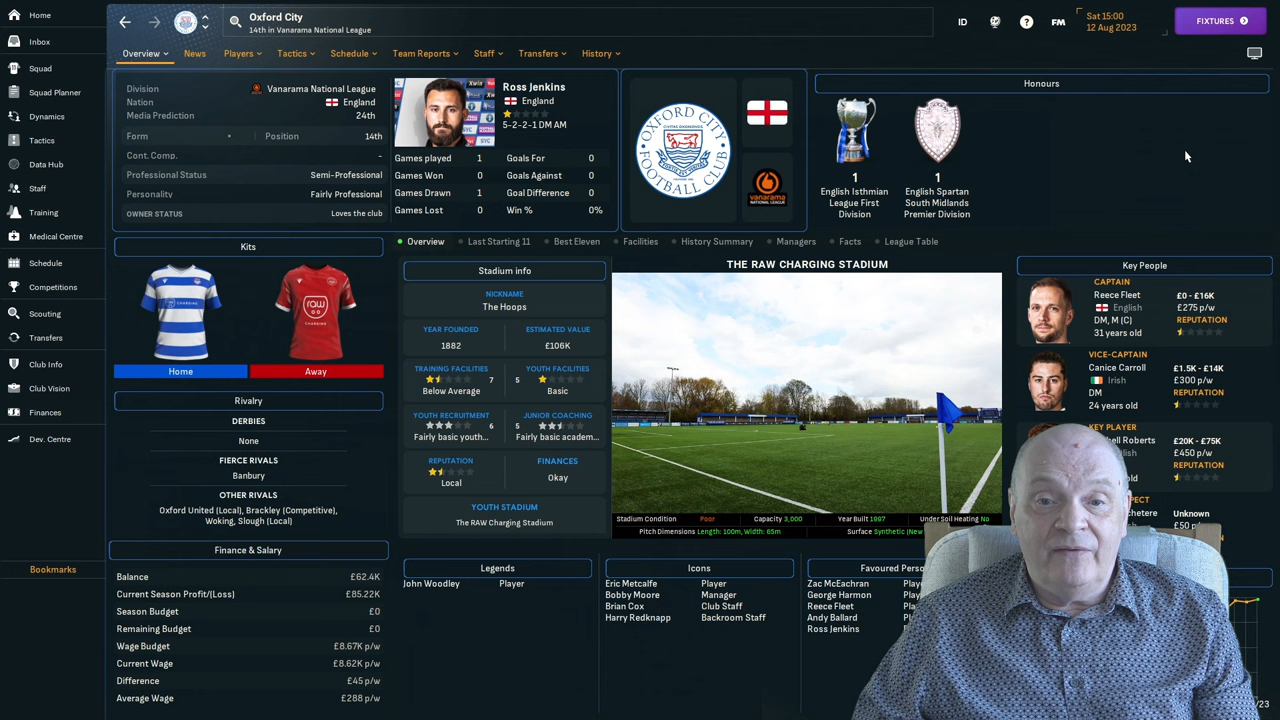 Home
Inbox
Squad
Squad Planner
Dynamics
Tactics
Data Hub
Staff
Training
Medical Centre
Schedule
Competitions
Scouting
Transfers
Club Info
Club Vision
Finances
Dev. Centre
Bookmarks
Oxford City
14th in Vanarama National League
ID
FM
Sat 15:00
12 Aug 2023
FIXTURES
Overview
News
Players
Tactics
Schedule
Team Reports
Staff
Transfers
History
Division Vanarama National League
Nation England
Media Prediction 24th
Form • Position 14th
Cont. Comp. –
Professional Status Semi-Professional
Personality Fairly Professional
OWNER STATUS Loves the club
Ross Jenkins
England
5-2-2-1 DM AM
Games played 1 Goals For 0
Games Won 0 Goals Against 0
Games Drawn 1 Goal Difference 0
Games Lost 0 Win % 0%
OXFORD CITY
FOOTBALL CLUB
vanarama
NATIONAL LEAGUE
Honours
1
English Isthmian
League First
Division
1
English Spartan
South Midlands
Premier Division
Kits
Home
Away
Rivalry
DERBIES
None
FIERCE RIVALS
Banbury
OTHER RIVALS
Oxford United (Local), Brackley (Competitive),
Woking, Slough (Local)
Finance & Salary
Balance £62.4K
Current Season Profit/(Loss) £85.22K
Season Budget £0
Remaining Budget £0
Wage Budget £8.67K p/w
Current Wage £8.62K p/w
Difference £45 p/w
Average Wage £288 p/w
Overview
Last Starting 11
Best Eleven
Facilities
History Summary
Managers
Facts
League Table
Stadium info
NICKNAME
The Hoops
YEAR FOUNDED ESTIMATED VALUE
1882 £106K
TRAINING FACILITIES YOUTH FACILITIES
7 5
Below Average Basic
YOUTH RECRUITMENT JUNIOR COACHING
6 5
Fairly basic youth... Fairly basic academ...
REPUTATION FINANCES
Local Okay
YOUTH STADIUM
The RAW Charging Stadium
THE RAW CHARGING STADIUM
Stadium Condition Poor Capacity 3,000 Year Built 1997 Under Soil Heating No
Pitch Dimensions Length: 100m, Width: 65m Surface Synthetic (New
Key People
CAPTAIN
Reece Fleet £0 - £16K
English £275 p/w
DM, M (C) REPUTATION
31 years old
VICE-CAPTAIN
Canice Carroll £1.5K - £14K
Irish £300 p/w
DM REPUTATION
24 years old
KEY PLAYER
Roberts £20K - £75K
£450 p/w
REPUTATION
Unknown
£50 p/
Legends
John Woodley Player
Icons
Eric Metcalfe Player
Bobby Moore Manager
Brian Cox Club Staff
Harry Redknapp Backroom Staff
Favoured Perso
Zac McEachran
George Harmon
Reece Fleet
Andy Ballard
Ross Jenkins
/23